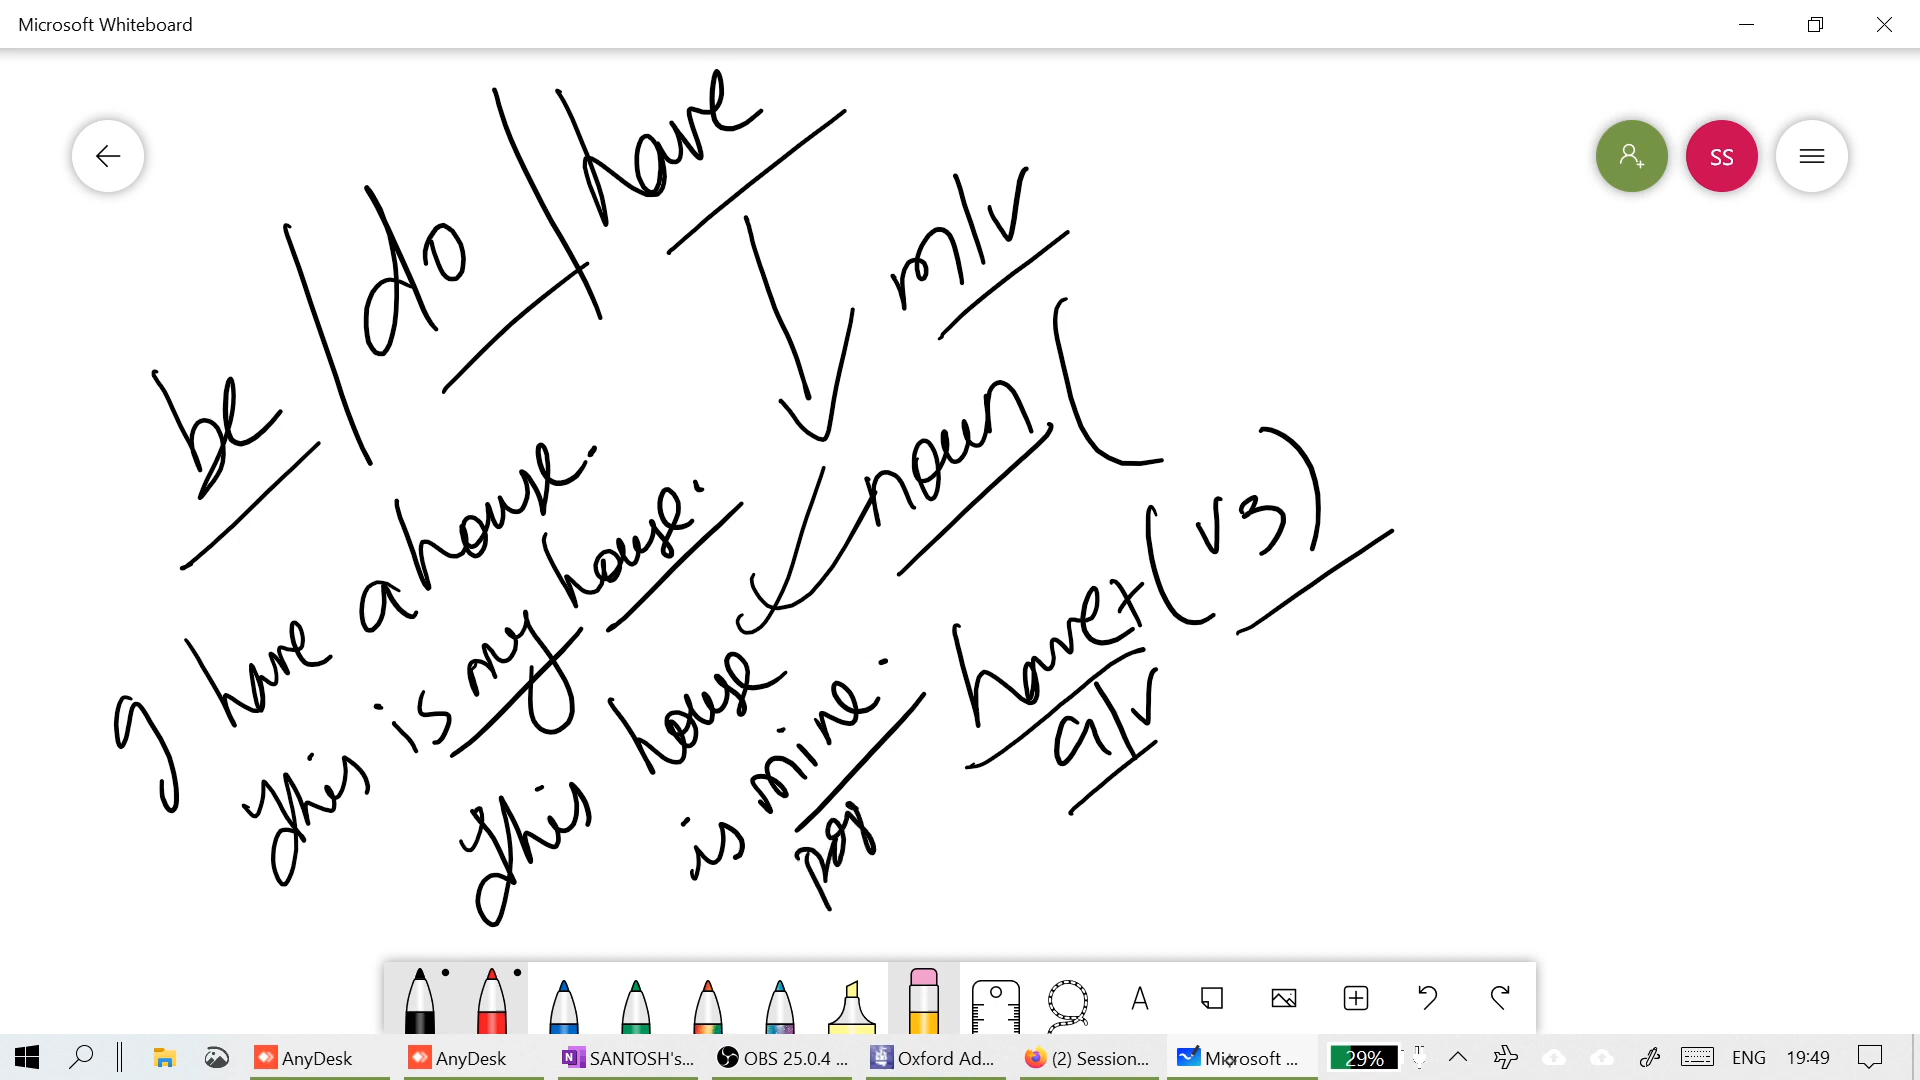 Microsoft Whiteboard
be / do / have
SS
m/v
noun (
I have a house.
This is my house.
This house
is mine.
have + (v3)
a/v
AnyDesk
AnyDesk
SANTOSH's...
OBS 25.0.4 ...
Oxford Ad...
(2) Session...
Microsoft ...
29%
ENG
19:49